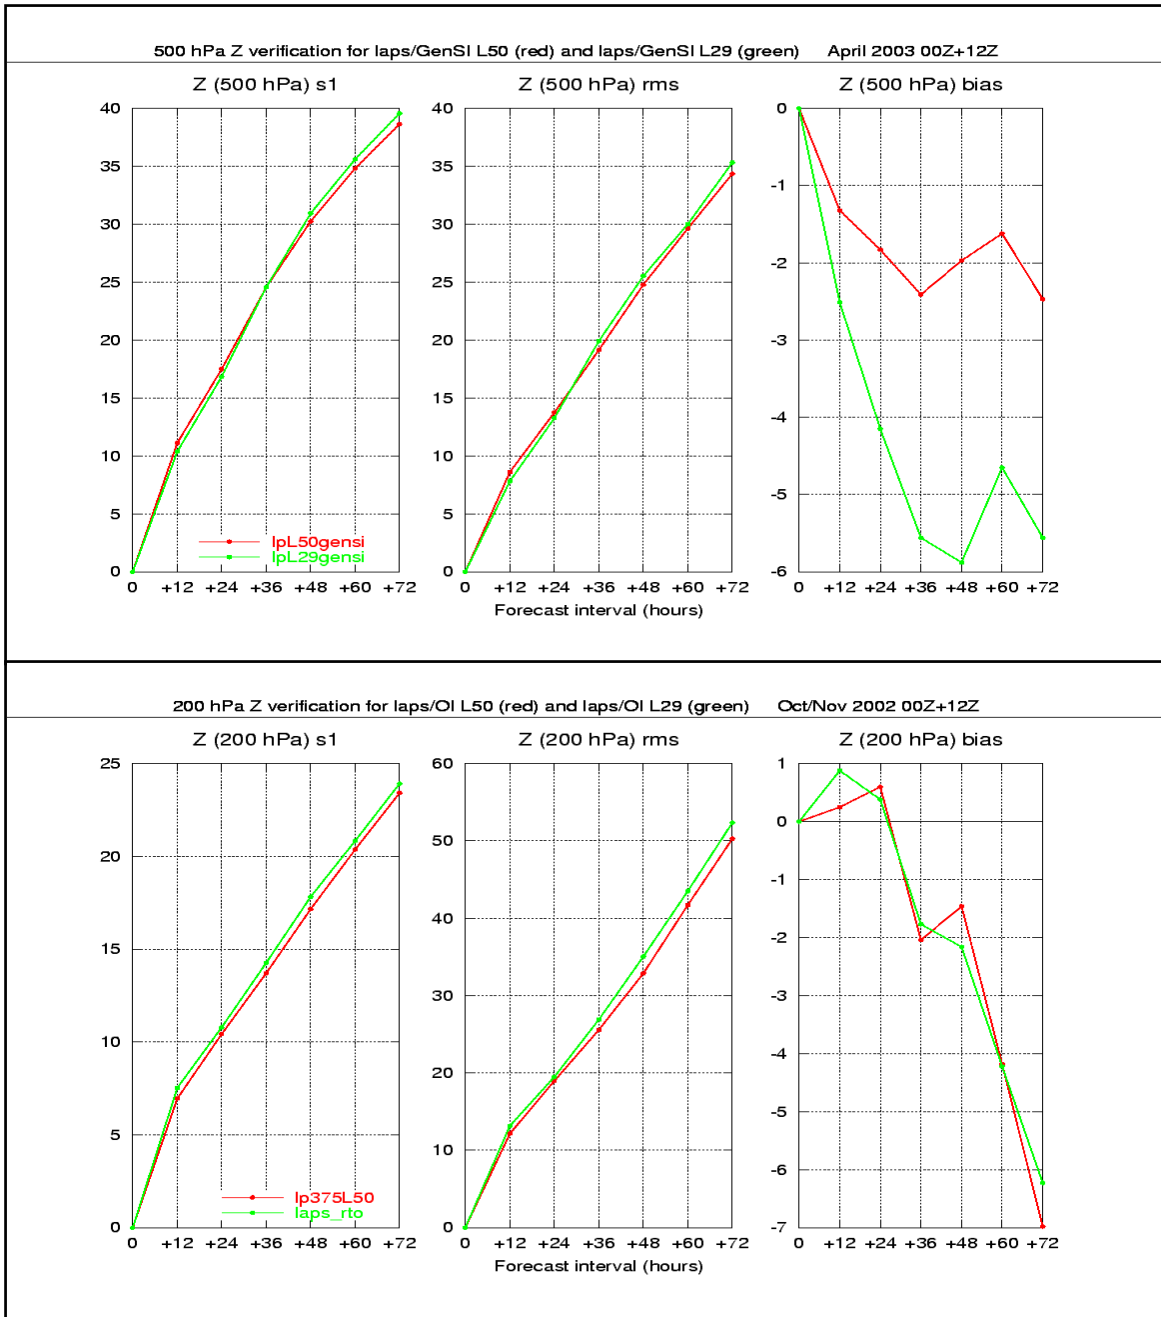 500 hPa Z verification for laps/GenSI L50 (red) and laps/GenSI L29 (green) April 2003 00Z+12Z
Z (500 hPa) s1
40
35
30
25
20
15
10
5
0
0 +12 +24 +36 +48 +60 +72
lpL50gensi
lpL29gensi
Z (500 hPa) rms
40
35
30
25
20
15
10
5
0
0 +12 +24 +36 +48 +60 +72
Forecast interval (hours)
Z (500 hPa) bias
0
-1
-2
-3
-4
-5
-6
0 +12 +24 +36 +48 +60 +72
200 hPa Z verification for laps/OI L50 (red) and laps/OI L29 (green) Oct/Nov 2002 00Z+12Z
Z (200 hPa) s1
25
20
15
10
5
0
0 +12 +24 +36 +48 +60 +72
lp375L50
laps_rto
Z (200 hPa) rms
60
50
40
30
20
10
0
0 +12 +24 +36 +48 +60 +72
Forecast interval (hours)
Z (200 hPa) bias
1
0
-1
-2
-3
-4
-5
-6
-7
0 +12 +24 +36 +48 +60 +72